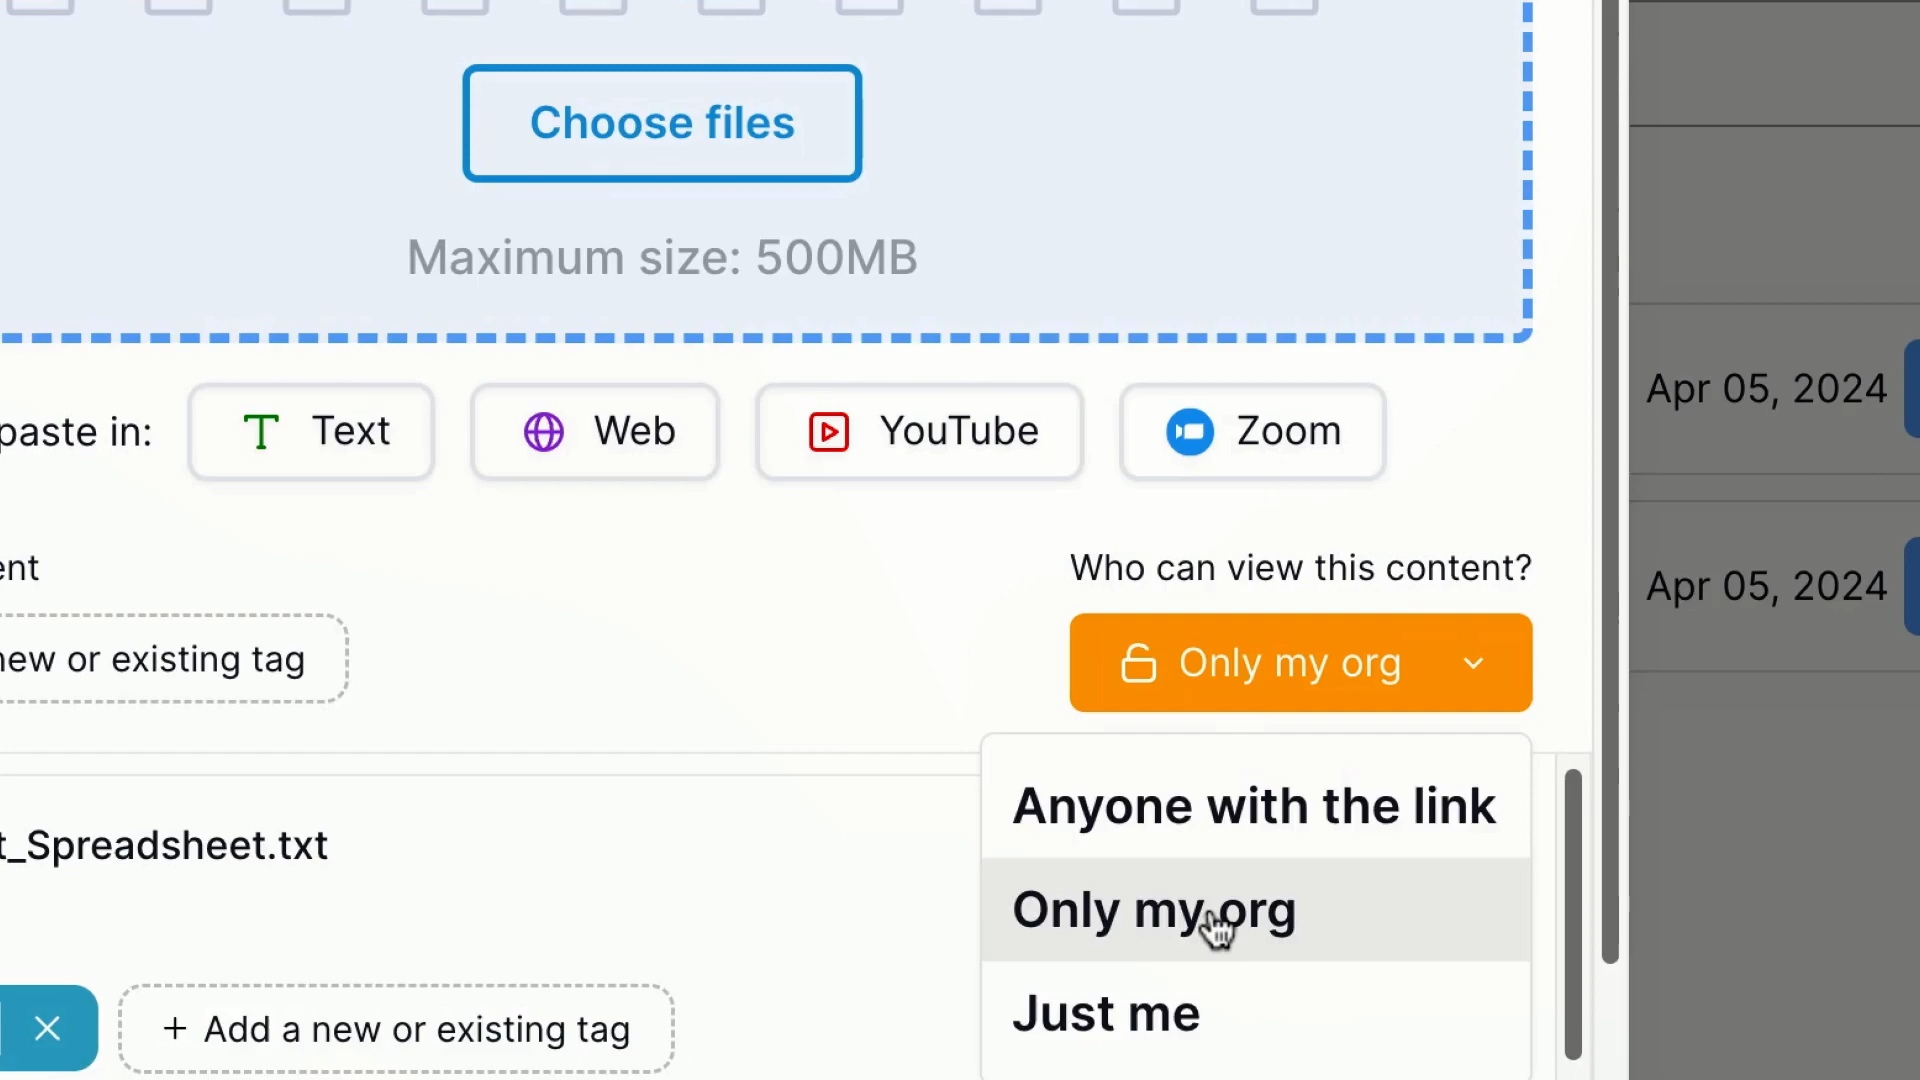 Choose files
Maximum size: 500MB
paste in:
Text
Web
YouTube
Zoom
Apr 05, 2024
ent
Who can view this content?
new or existing tag
Only my org
Apr 05, 2024
Anyone with the link
t_Spreadsheet.txt
Only my org
Just me
+ Add a new or existing tag